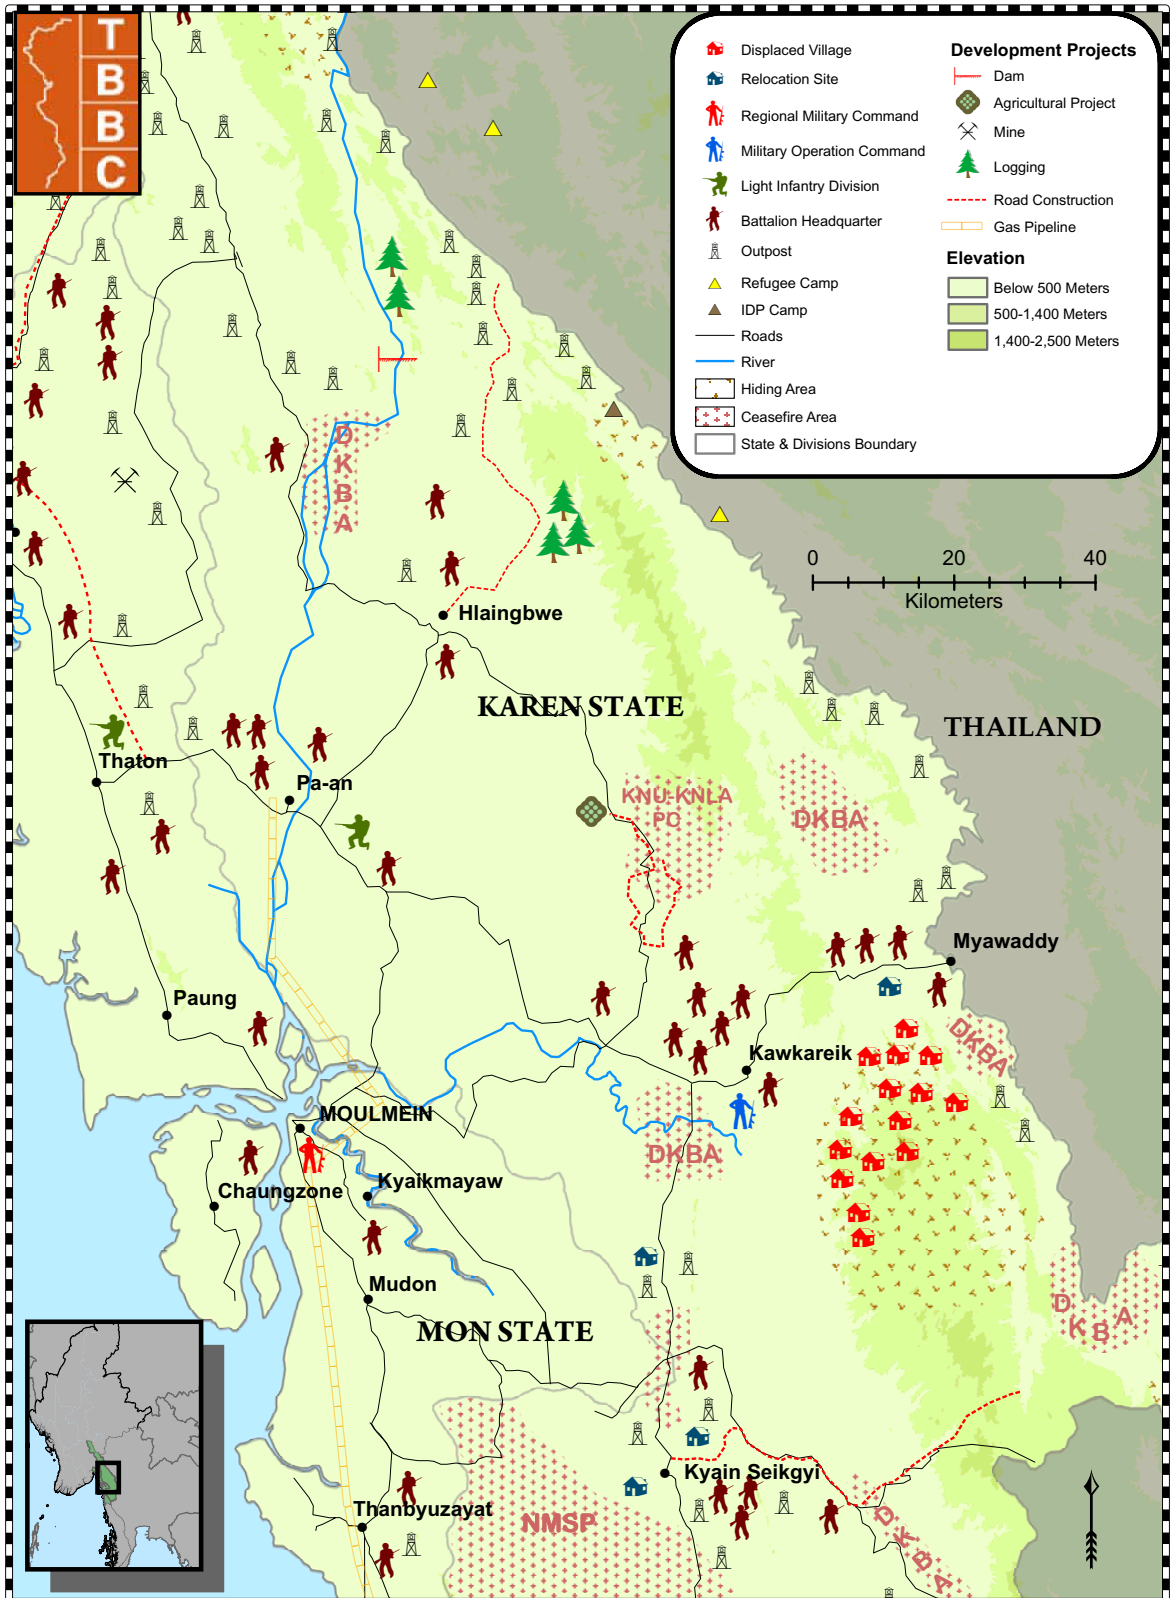 T
B
B
C
Displaced Village
Relocation Site
Regional Military Command
Military Operation Command
Light Infantry Division
Battalion Headquarter
Outpost
Refugee Camp
IDP Camp
Roads
River
Hiding Area
Ceasefire Area
State & Divisions Boundary
Development Projects
Dam
Agricultural Project
Mine
Logging
Road Construction
Gas Pipeline
Elevation
Below 500 Meters
500-1,400 Meters
1,400-2,500 Meters
0 20 40
Kilometers
D
K
B
A
Hlaingbwe
KAREN STATE
THAILAND
Thaton
Pa-an
KNU-KNLA
PC
DKBA
Myawaddy
Paung
DKBA
Kawkareik
MOULMEIN
DKBA
Chaungzone
Kyaikmayaw
Mudon
MON STATE
D
K
B
A
Kyain Seikgyi
Thanbyuzayat
NMSP
D
K
B
A